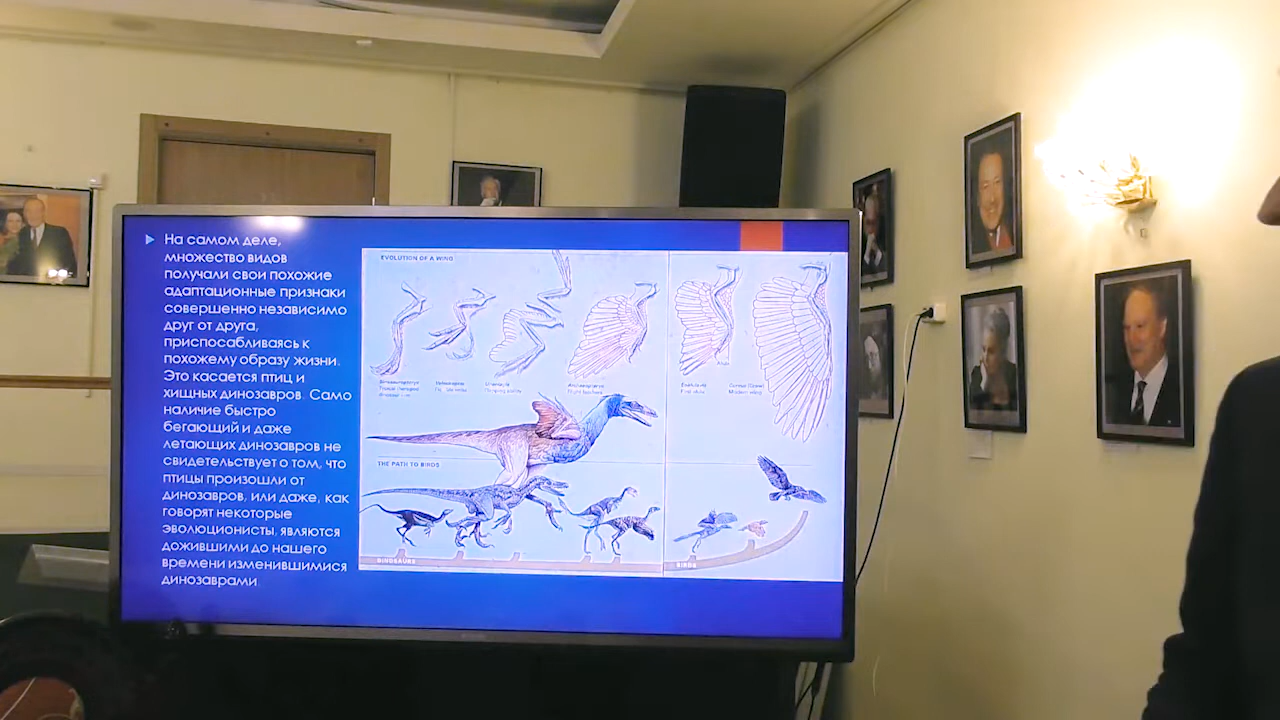 На самом деле,
множество видов
получали свои похожие
адаптационные признаки
совершенно независимо
друг от друга,
приспосабливаясь к
похожему образу жизни.
Это касается птиц и
хищных динозавров. Само
наличие быстро
бегающий и даже
летающих динозавров не
свидетельствует о том, что
птицы произошли от
динозавров, или даже, как
говорят некоторые
эволюционисты, являются
дожившими до нашего
времени изменившимися
динозаврами.
EVOLUTION OF A WING
THE PATH TO BIRDS
DINOSAURS
BIRDS